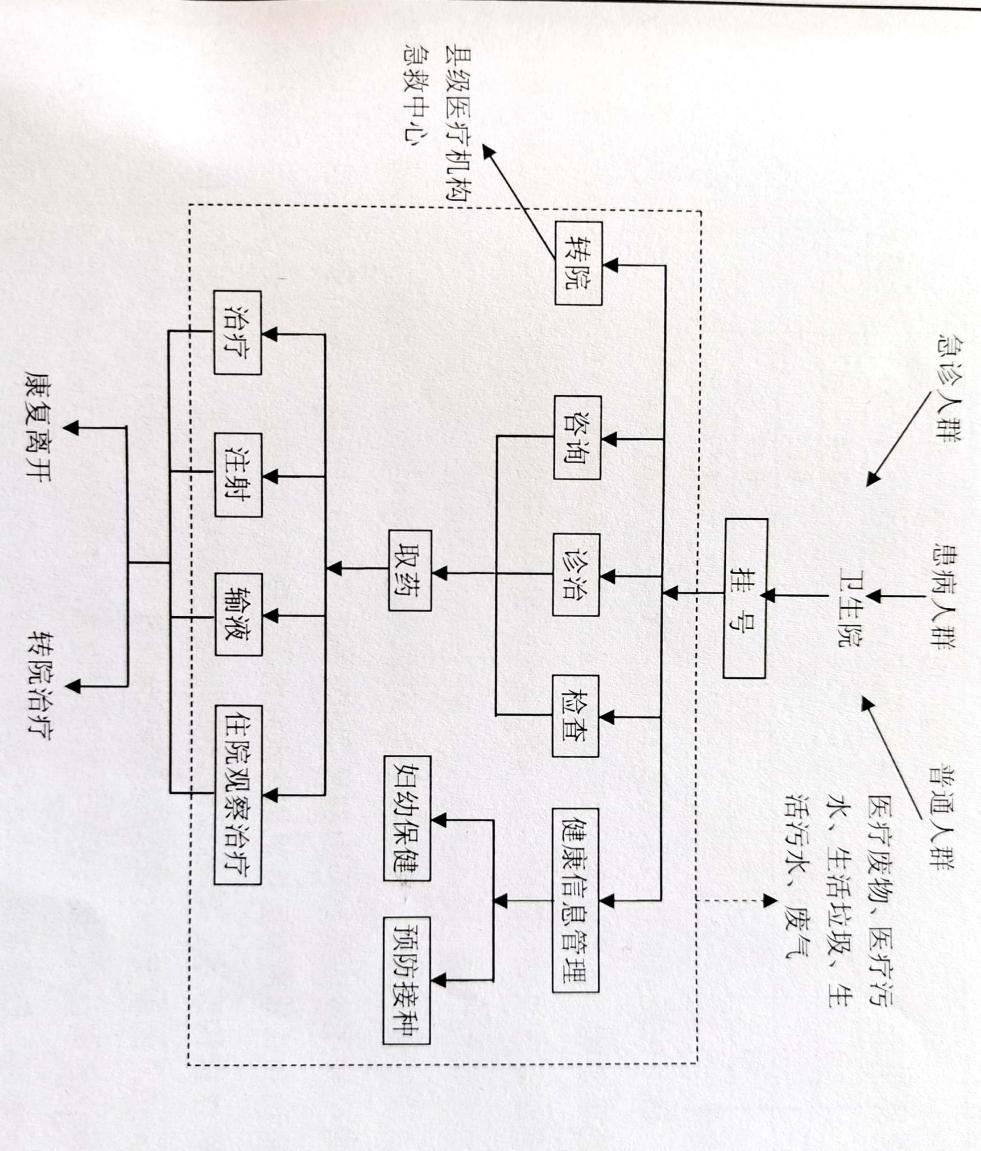 急诊人群
患病人群
普通人群
卫生院
医疗废物、医疗污
水、生活垃圾、生
活污水、废气
挂 号
县级医疗机构
急救中心
转院
咨询
诊治
检查
健康信息管理
取药
妇幼保健
预防接种
治疗
注射
输液
住院观察治疗
康复离开
转院治疗